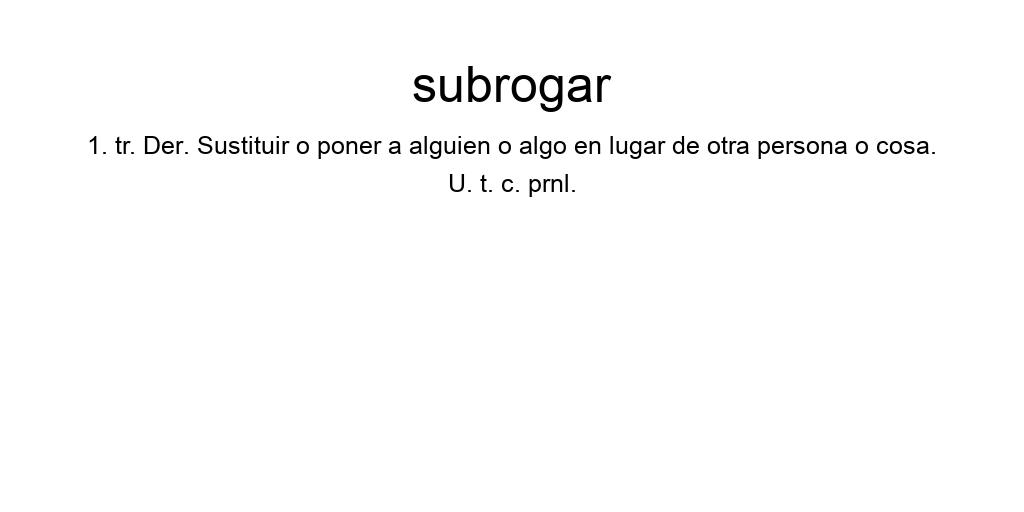 subrogar
1. tr. Der. Sustituir o poner a alguien o algo en lugar de otra persona o cosa.
U. t. c. prnl.